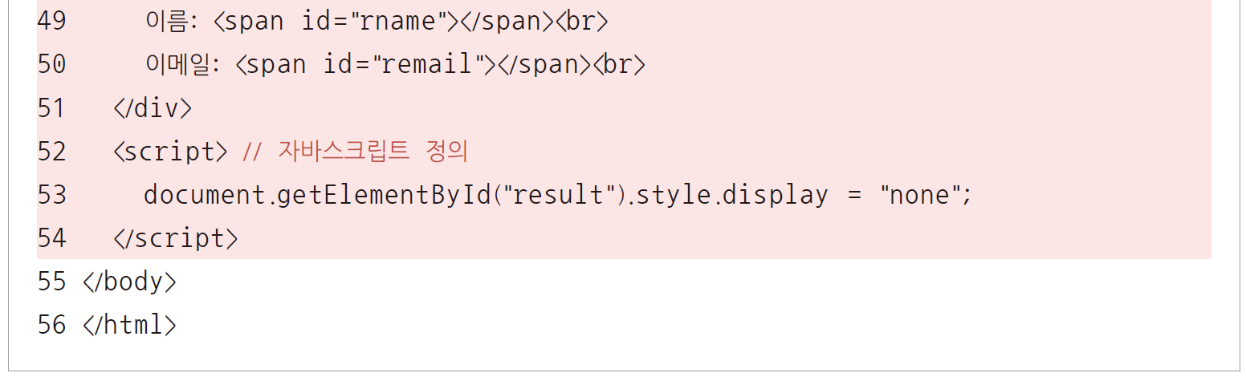 49 이름: <span id="rname"></span><br>
50 이메일: <span id="remail"></span><br>
51 </div>
52 <script> // 자바스크립트 정의
53 document.getElementById("result").style.display = "none";
54 </script>
55 </body>
56 </html>